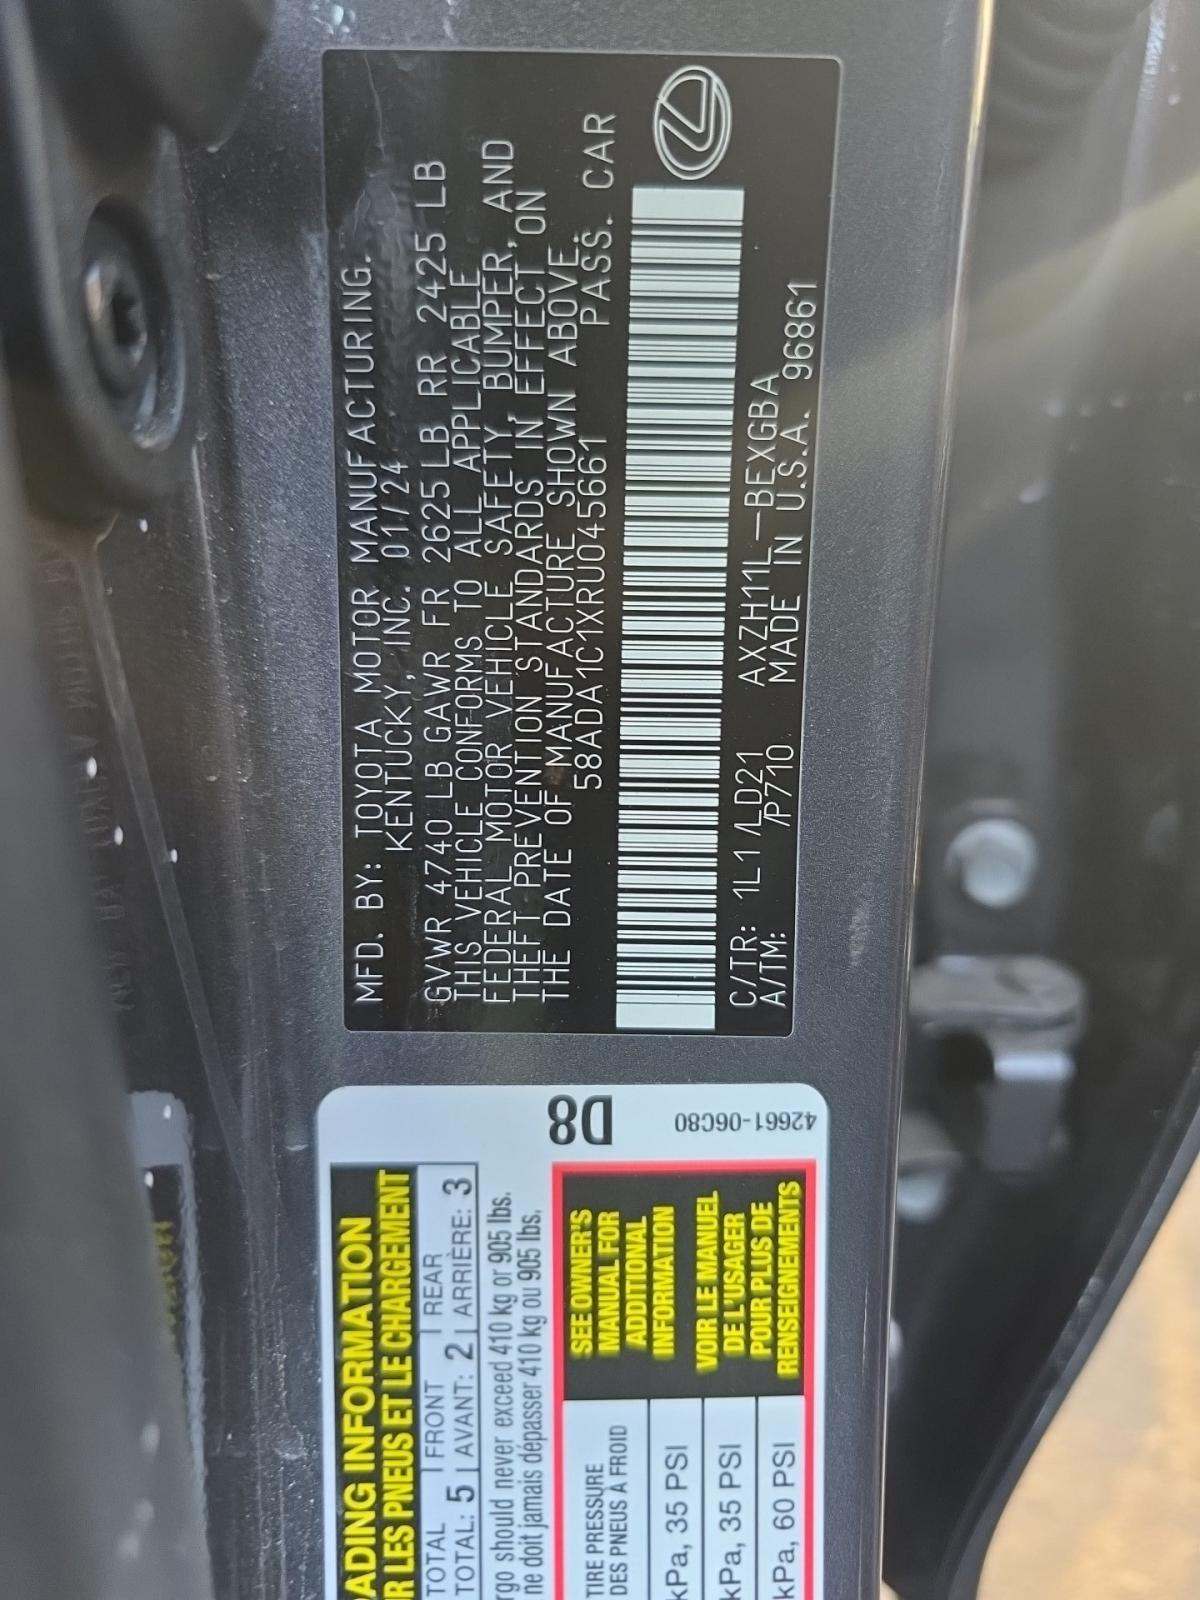 MFD. BY: TOYOTA MOTOR MANUFACTURING.
KENTUCKY, INC. 01/24
GVWR 4740 LB GAWR FR 2625LB RR 2425 LB
THIS VEHICLE CONFORMS TO ALL APPLICABLE
FEDERAL MOTOR VEHICLE SAFETY, BUMPER, AND
THEFT PREVENTION STANDARDS IN EFFECT ON
THE DATE OF MANUFACTURE SHOWN ABOVE.
58ADA1C1XRU045661 PASS. CAR
C/TR: 1L1 /LD21 AXZH11L-BEXGBA
A/TM: /P710 MADE IN U.S.A. 96861
D8
42661-06C80
ADING INFORMATION
R LES PNEUS ET LE CHARGEMENT
TOTAL FRONT REAR
TOTAL: 5 AVANT: 2 ARRIÈRE: 3
rgo should never exceed 410 kg or 905 lbs.
ne doit jamais dépasser 410 kg ou 905 lbs.
TIRE PRESSURE
DES PNEUS À FROID
kPa, 35 PSI
kPa, 35 PSI
kPa, 60 PSI
SEE OWNER'S
MANUAL FOR
ADDITIONAL
INFORMATION
VOIR LE MANUEL
DE L'USAGER
POUR PLUS DE
RENSEIGNEMENTS